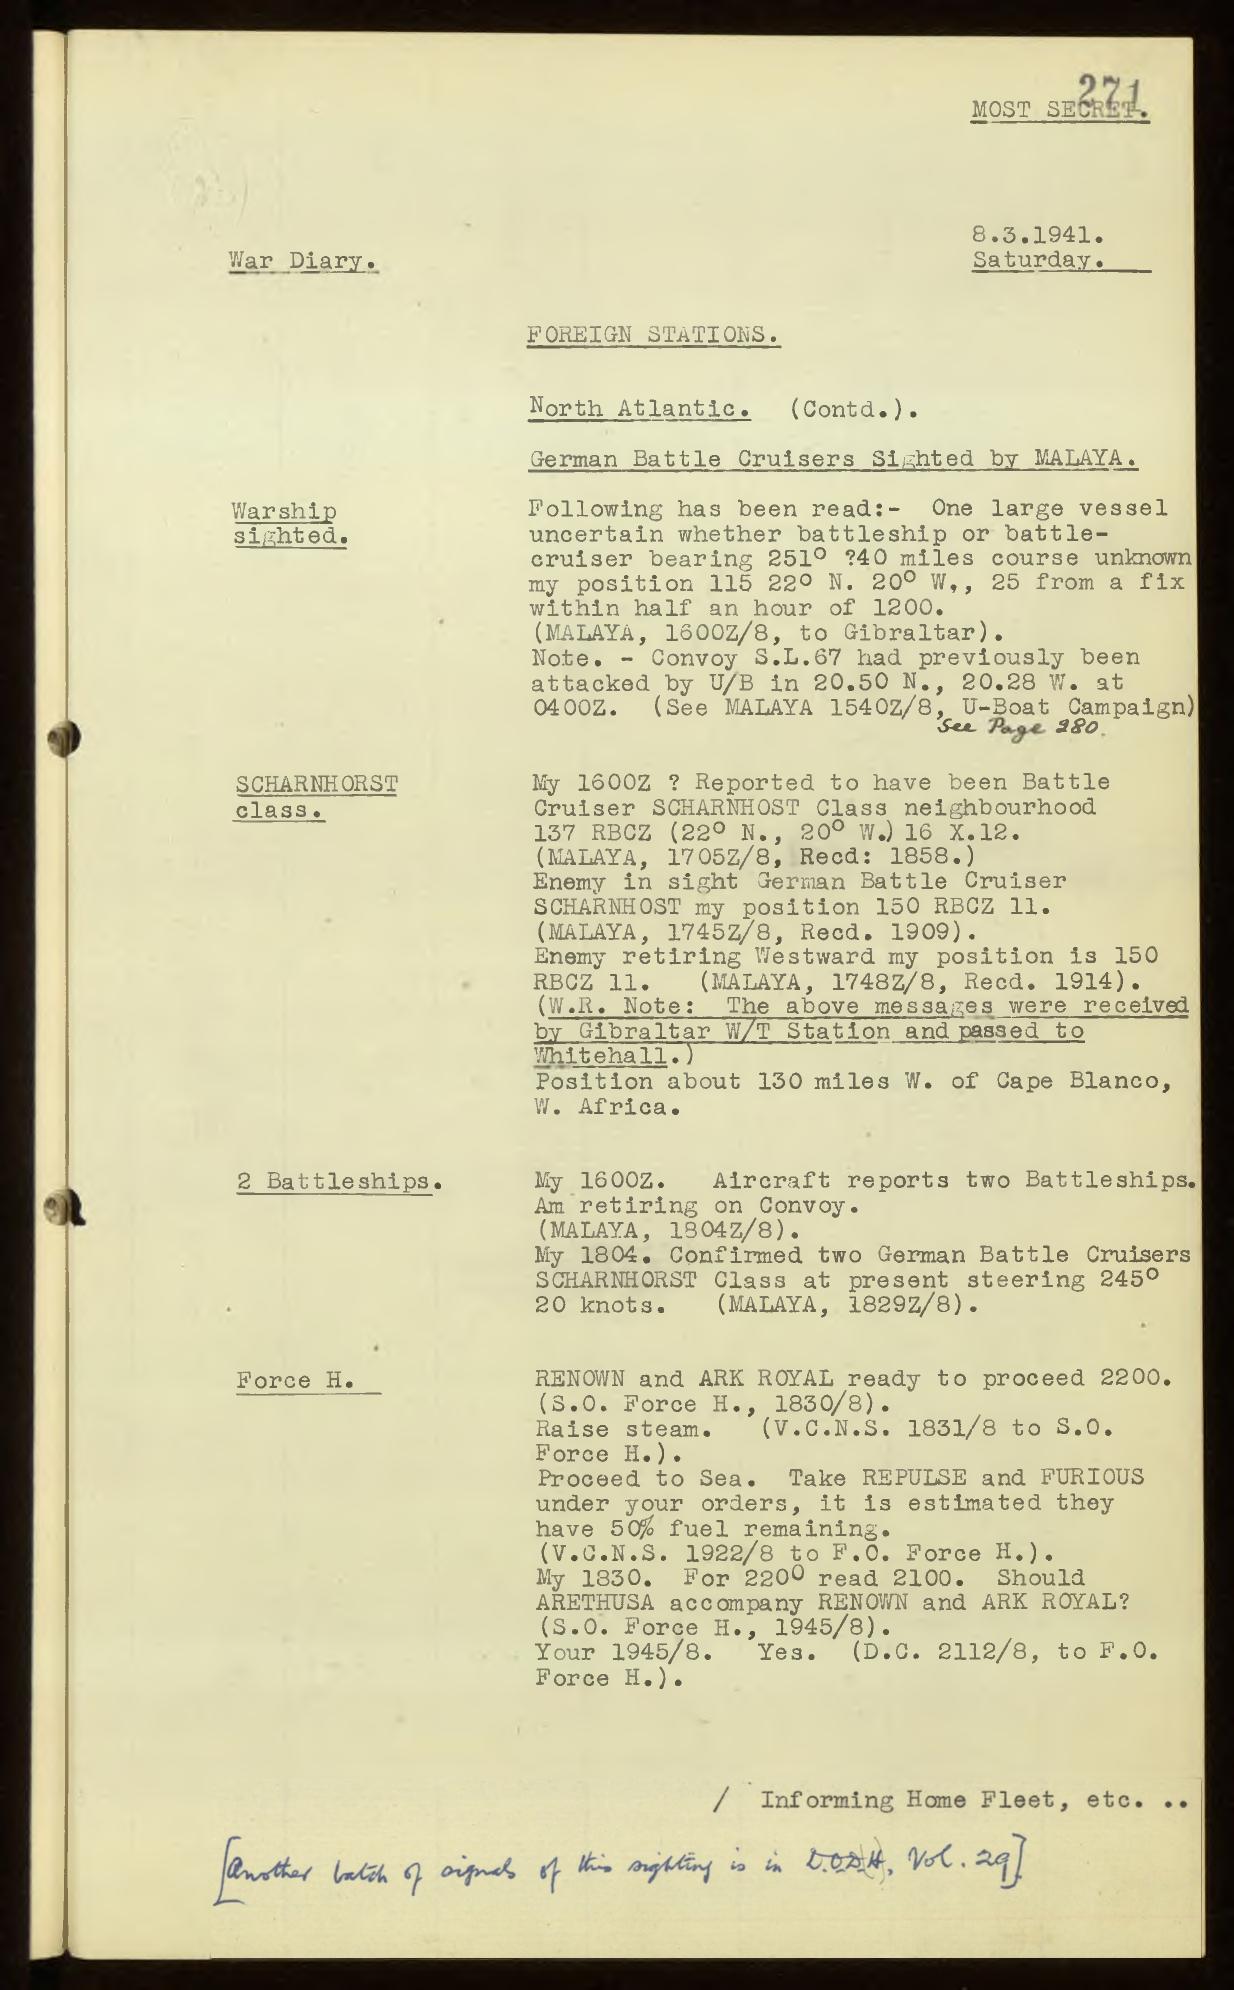 271
MOST SECRET.
8.3.1941.
War Diary.
Saturday.
FOREIGN STATIONS.
North Atlantic. (Contd.).
German Battle Cruisers Sighted by MALAYA.
Warship
sighted.
Following has been read:- One large vessel
uncertain whether battleship or battle-
cruiser bearing 251° ?40 miles course unknown
my position 115 22° N. 20° W., 25 from a fix
within half an hour of 1200.
(MALAYA, 1600Z/8, to Gibraltar).
Note. - Convoy S.L.67 had previously been
attacked by U/B in 20.50 N., 20.28 W. at
0400Z. (See MALAYA 1540Z/8, U-Boat Campaign)
See Page 280.
SCHARNHORST
class.
My 1600Z ? Reported to have been Battle
Cruiser SCHARNHOST Class neighbourhood
137 RBCZ (22° N., 20° W.) 16 X.12.
(MALAYA, 1705Z/8, Recd: 1858.)
Enemy in sight German Battle Cruiser
SCHARNHOST my position 150 RBCZ 11.
(MALAYA, 1745Z/8, Recd. 1909).
Enemy retiring Westward my position is 150
RBCZ 11. (MALAYA, 1748Z/8, Recd. 1914).
(W.R. Note: The above messages were received
by Gibraltar W/T Station and passed to
Whitehall.)
Position about 130 miles W. of Cape Blanco,
W. Africa.
2 Battleships.
My 1600Z. Aircraft reports two Battleships.
Am retiring on Convoy.
(MALAYA, 1804Z/8).
My 1804. Confirmed two German Battle Cruisers
SCHARNHORST Class at present steering 245°
20 knots. (MALAYA, 1829Z/8).
Force H.
RENOWN and ARK ROYAL ready to proceed 2200.
(S.O. Force H., 1830/8).
Raise steam. (V.C.N.S. 1831/8 to S.O.
Force H.).
Proceed to Sea. Take REPULSE and FURIOUS
under your orders, it is estimated they
have 50% fuel remaining.
(V.C.N.S. 1922/8 to F.O. Force H.).
My 1830. For 220° read 2100. Should
ARETHUSA accompany RENOWN and ARK ROYAL?
(S.O. Force H., 1945/8).
Your 1945/8. Yes. (D.C. 2112/8, to F.O.
Force H.).
/ Informing Home Fleet, etc. ..
[Another batch of signals of this sighting is in Vol. 29]